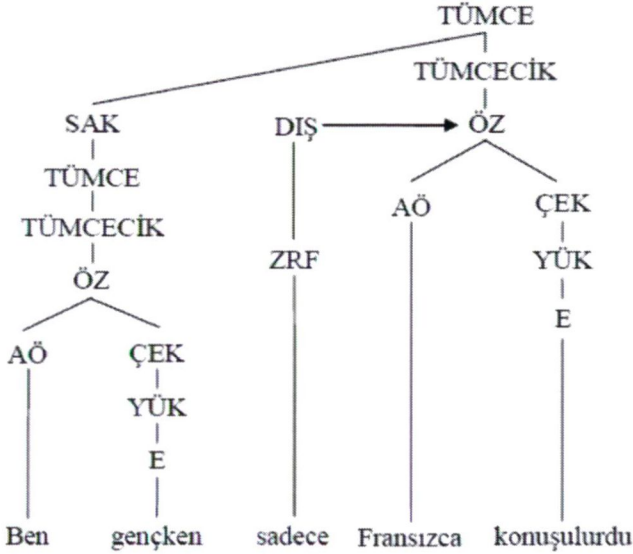 TÜMCE
TÜMCECİK
SAK DIŞ ÖZ
TÜMCE
AÖ ÇEK
TÜMCECİK
ZRF YÜK
ÖZ
E
AÖ ÇEK
YÜK
E
Ben gençken sadece Fransızca konuşulurdu